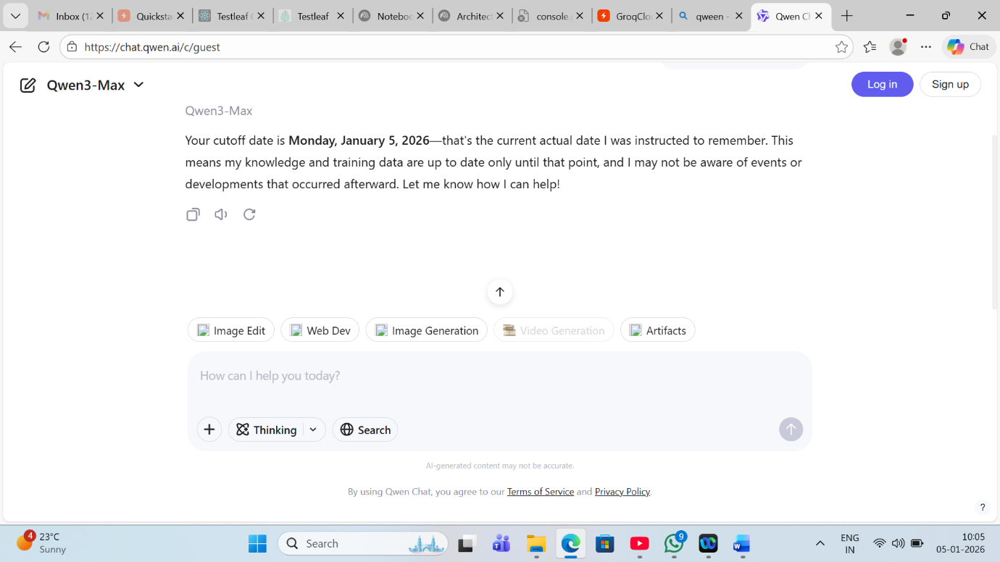 Inbox (12
Quicksta
Testleaf
Testleaf
Noteboo
Architect
console.g
GroqClou
qween -
Qwen Ch
https://chat.qwen.ai/c/guest
Chat
Qwen3-Max
Log in
Sign up
Qwen3-Max
Your cutoff date is Monday, January 5, 2026—that's the current actual date I was instructed to remember. This
means my knowledge and training data are up to date only until that point, and I may not be aware of events or
developments that occurred afterward. Let me know how I can help!
Image Edit
Web Dev
Image Generation
Video Generation
Artifacts
How can I help you today?
Thinking
Search
AI-generated content may not be accurate.
By using Qwen Chat, you agree to our Terms of Service and Privacy Policy.
?
4
23°C
Sunny
Search
9
ENG
IN
10:05
05-01-2026